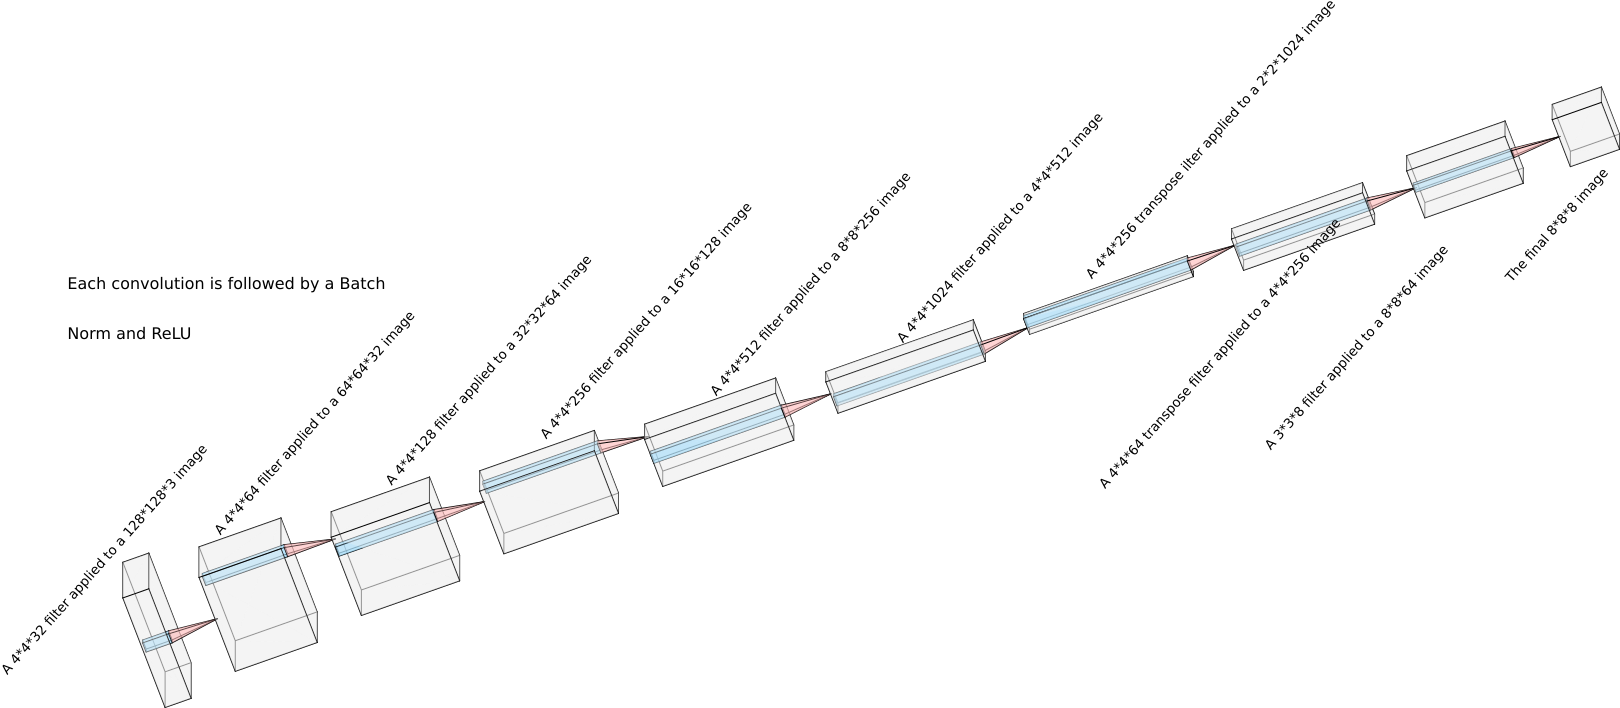 Each convolution is followed by a Batch
Norm and ReLU
A 4*4*32 filter applied to a 128*128*3 image
A 4*4*64 filter applied to a 64*64*32 image
A 4*4*128 filter applied to a 32*32*64 image
A 4*4*256 filter applied to a 16*16*128 image
A 4*4*512 filter applied to a 8*8*256 image
A 4*4*1024 filter applied to a 4*4*512 image
A 4*4*256 transpose ilter applied to a 2*2*1024 image
A 4*4*64 transpose filter applied to a 4*4*256 image
A 3*3*8 filter applied to a 8*8*64 image
The final 8*8*8 image